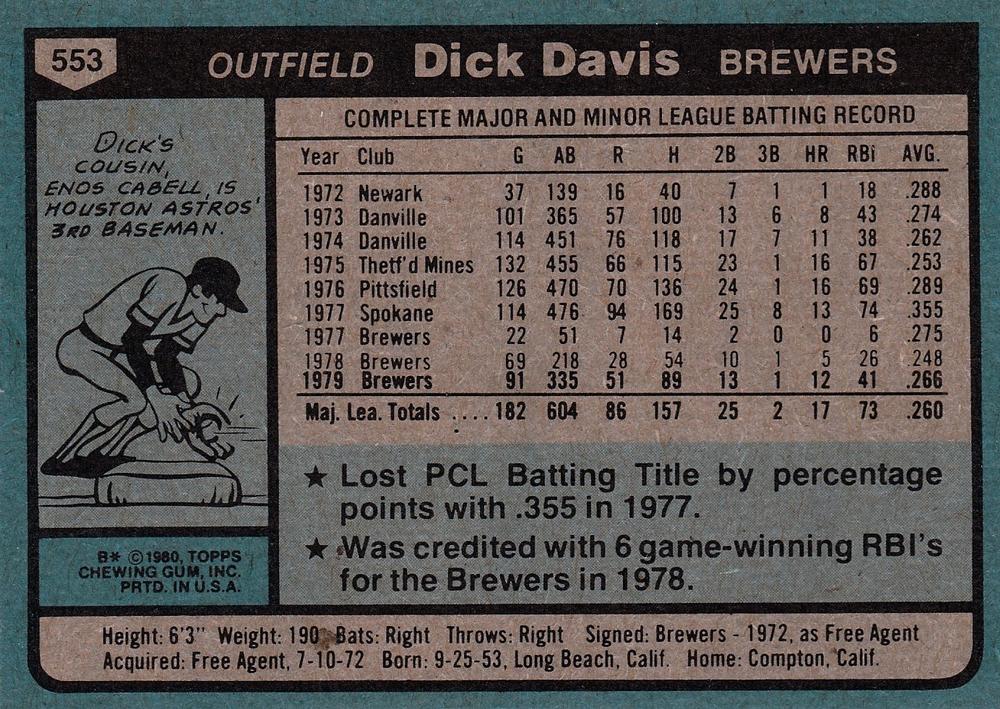 553 OUTFIELD Dick Davis BREWERS
DICK'S
COUSIN,
ENOS CABELL, IS
HOUSTON ASTROS'
3RD BASEMAN.
B* ©1980, TOPPS
CHEWING GUM, INC.
PRTD. IN U.S.A.
COMPLETE MAJOR AND MINOR LEAGUE BATTING RECORD
Year Club G AB R H 2B 3B HR RBi AVG.
1972 Newark 37 139 16 40 7 1 1 18 .288
1973 Danville 101 365 57 100 13 6 8 43 .274
1974 Danville 114 451 76 118 17 7 11 38 .262
1975 Thetf'd Mines 132 455 66 115 23 1 16 67 .253
1976 Pittsfield 126 470 70 136 24 1 16 69 .289
1977 Spokane 114 476 94 169 25 8 13 74 .355
1977 Brewers 22 51 7 14 2 0 0 6 .275
1978 Brewers 69 218 28 54 10 1 5 26 .248
1979 Brewers 91 335 51 89 13 1 12 41 .266
Maj. Lea. Totals ....182 604 86 157 25 2 17 73 .260
★ Lost PCL Batting Title by percentage
points with .355 in 1977.
★ Was credited with 6 game-winning RBI's
for the Brewers in 1978.
Height: 6'3" Weight: 190 Bats: Right Throws: Right Signed: Brewers - 1972, as Free Agent
Acquired: Free Agent, 7-10-72 Born: 9-25-53, Long Beach, Calif. Home: Compton, Calif.